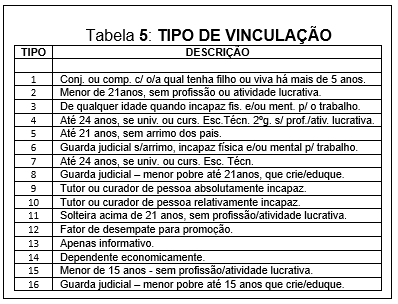 Tabela 5: TIPO DE VINCULAÇÃO
TIPO DESCRIÇÃO
1 Conj. ou comp. c/ o/a qual tenha filho ou viva há mais de 5 anos.
2 Menor de 21anos, sem profissão ou atividade lucrativa.
3 De qualquer idade quando incapaz fis. e/ou ment. p/ o trabalho.
4 Até 24 anos, se univ. ou curs. Esc.Técn. 2ºg. s/ prof./ativ. lucrativa.
5 Até 21 anos, sem arrimo dos pais.
6 Guarda judicial s/arrimo, incapaz física e/ou mental p/ trabalho.
7 Até 24 anos, se univ. ou curs. Esc. Técn.
8 Guarda judicial – menor pobre até 21anos, que crie/eduque.
9 Tutor ou curador de pessoa absolutamente incapaz.
10 Tutor ou curador de pessoa relativamente incapaz.
11 Solteira acima de 21 anos, sem profissão/atividade lucrativa.
12 Fator de desempate para promoção.
13 Apenas informativo.
14 Dependente economicamente.
15 Menor de 15 anos - sem profissão/atividade lucrativa.
16 Guarda judicial – menor pobre até 15 anos que crie/eduque.